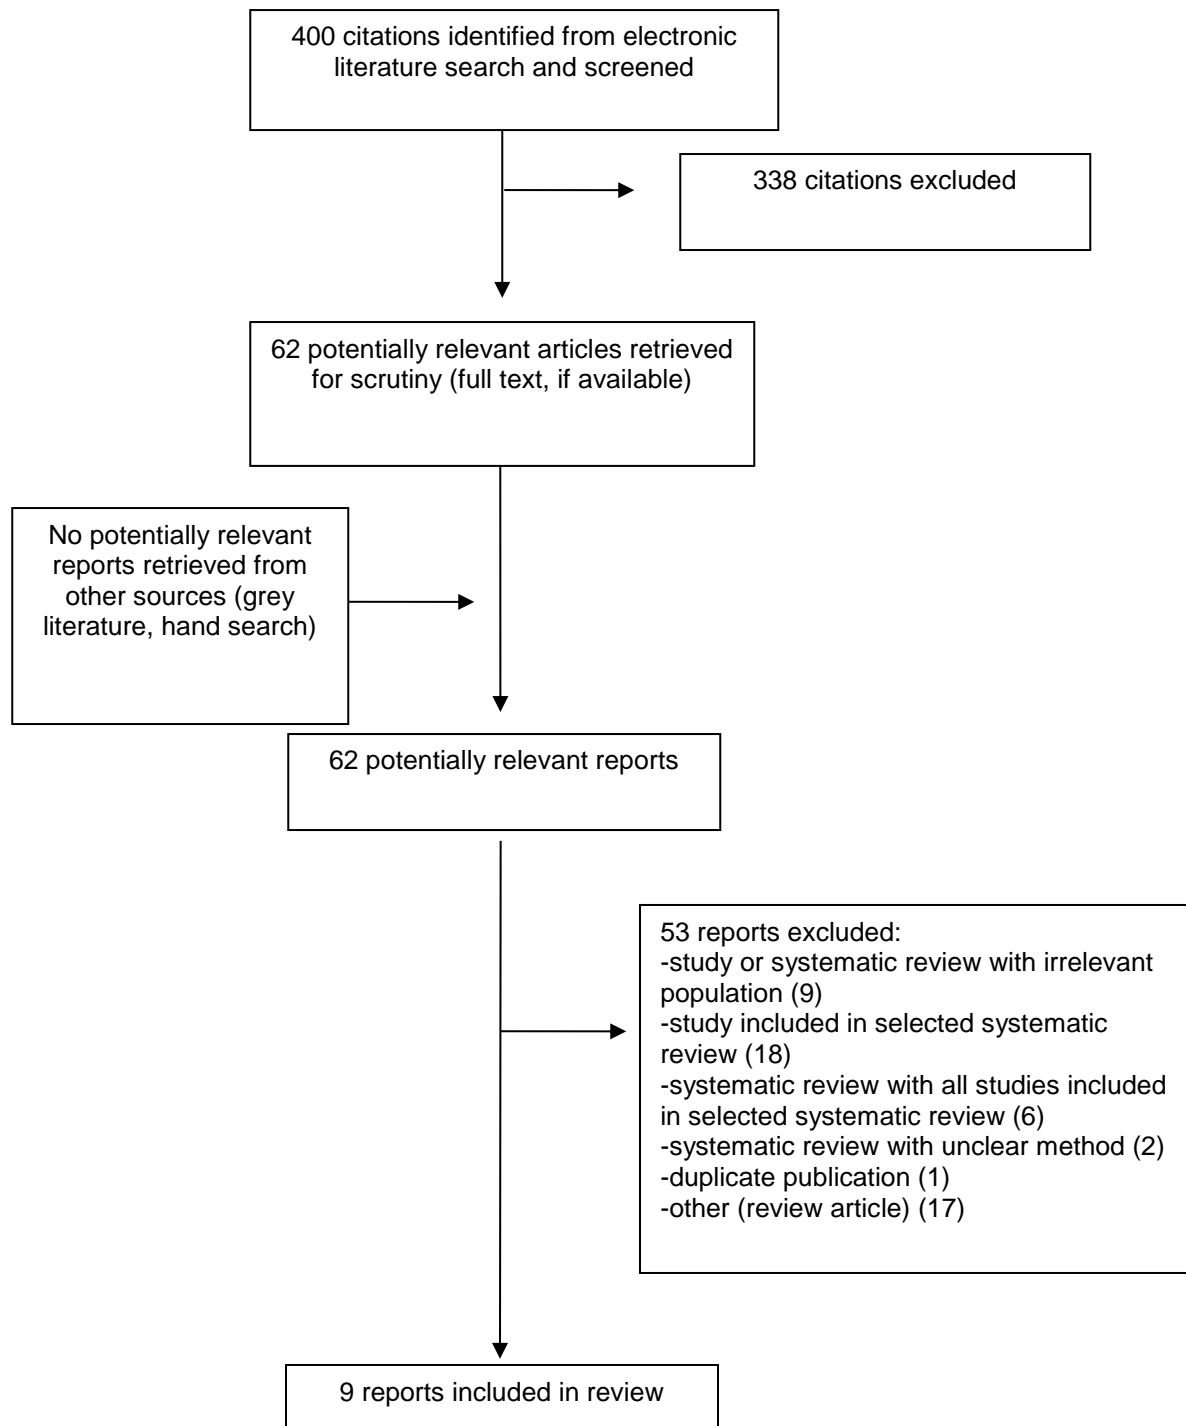 400 citations identified from electronic
literature search and screened
338 citations excluded
62 potentially relevant articles retrieved
for scrutiny (full text, if available)
No potentially relevant
reports retrieved from
other sources (grey
literature, hand search)
62 potentially relevant reports
53 reports excluded:
-study or systematic review with irrelevant
population (9)
-study included in selected systematic
review (18)
-systematic review with all studies included
in selected systematic review (6)
-systematic review with unclear method (2)
-duplicate publication (1)
-other (review article) (17)
9 reports included in review